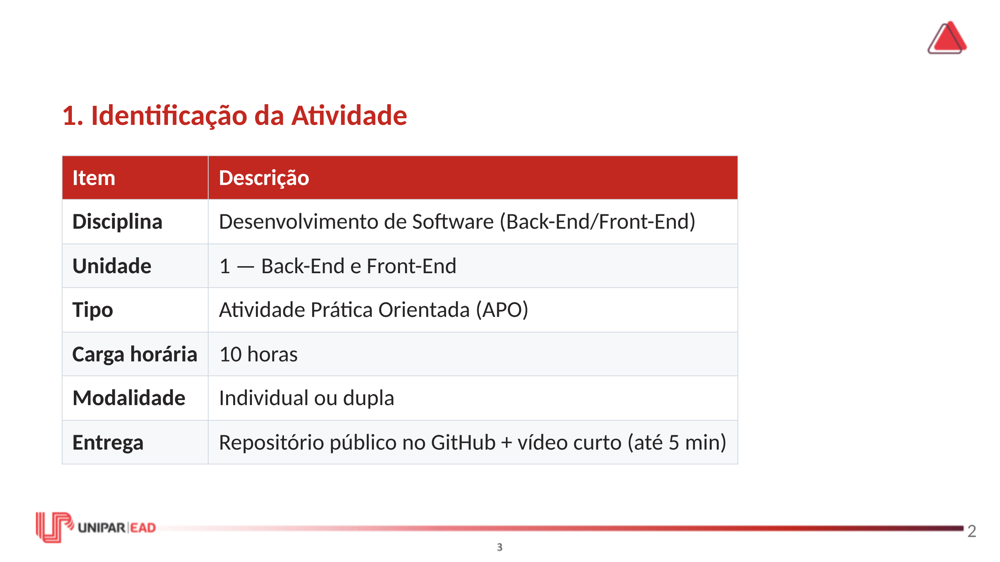 1. Identificação da Atividade
Item Descrição
Disciplina Desenvolvimento de Software (Back-End/Front-End)
Unidade 1 — Back-End e Front-End
Tipo Atividade Prática Orientada (APO)
Carga horária 10 horas
Modalidade Individual ou dupla
Entrega Repositório público no GitHub + vídeo curto (até 5 min)
UNIPAR|EAD
2
3